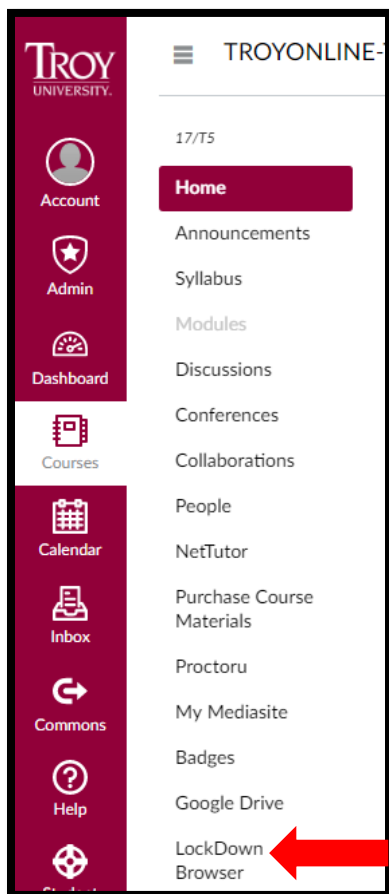 TROY
UNIVERSITY.
Account
Admin
Dashboard
Courses
Calendar
Inbox
Commons
Help
TROYONLINE-
17/T5
Home
Announcements
Syllabus
Modules
Discussions
Conferences
Collaborations
People
NetTutor
Purchase Course
Materials
Proctoru
My Mediasite
Badges
Google Drive
LockDown
Browser